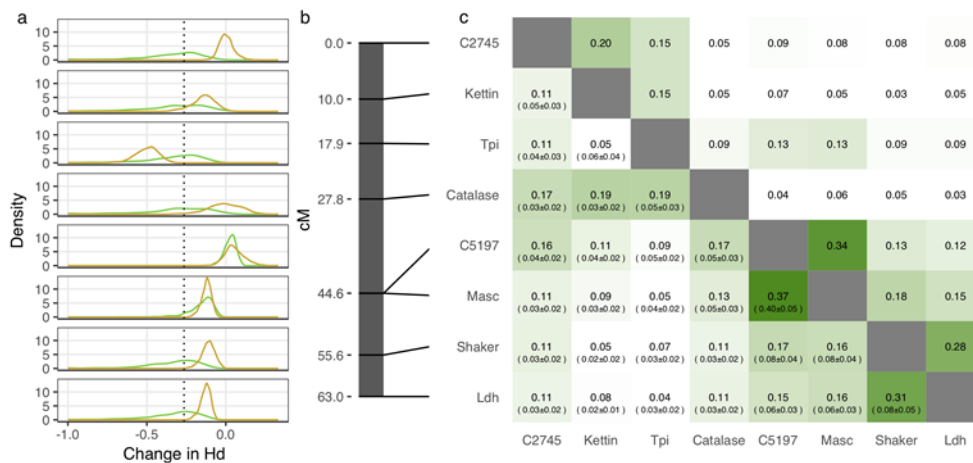 a
b
c
10
5
0
10
5
0
10
5
0
10
5
0
10
5
0
10
5
0
10
5
0
10
5
0
Density
-1.0 -0.5 0.0
Change in Hd
cM
0.0
10.0
17.9
27.8
44.6
55.6
63.0
C2745 0.20 0.15 0.05 0.09 0.08 0.08 0.08
Kettin 0.11 0.15 0.05 0.07 0.05 0.03 0.05
(0.05±0.03)
Tpi 0.11 0.05 0.09 0.13 0.13 0.09 0.09
(0.04±0.03) (0.06±0.04)
Catalase 0.17 0.19 0.19 0.04 0.06 0.05 0.03
(0.03±0.02) (0.03±0.02) (0.05±0.03)
C5197 0.16 0.11 0.09 0.17 0.34 0.13 0.12
(0.04±0.02) (0.04±0.02) (0.05±0.02) (0.05±0.03)
Masc 0.11 0.09 0.05 0.13 0.37 0.18 0.15
(0.03±0.02) (0.03±0.02) (0.04±0.02) (0.05±0.03) (0.40±0.05)
Shaker 0.11 0.05 0.07 0.11 0.17 0.16 0.28
(0.03±0.02) (0.02±0.02) (0.03±0.02) (0.03±0.02) (0.08±0.04) (0.08±0.04)
Ldh 0.11 0.08 0.04 0.11 0.15 0.16 0.31
(0.03±0.02) (0.02±0.01) (0.03±0.02) (0.03±0.02) (0.06±0.03) (0.06±0.03) (0.08±0.05)
C2745 Kettin Tpi Catalase C5197 Masc Shaker Ldh